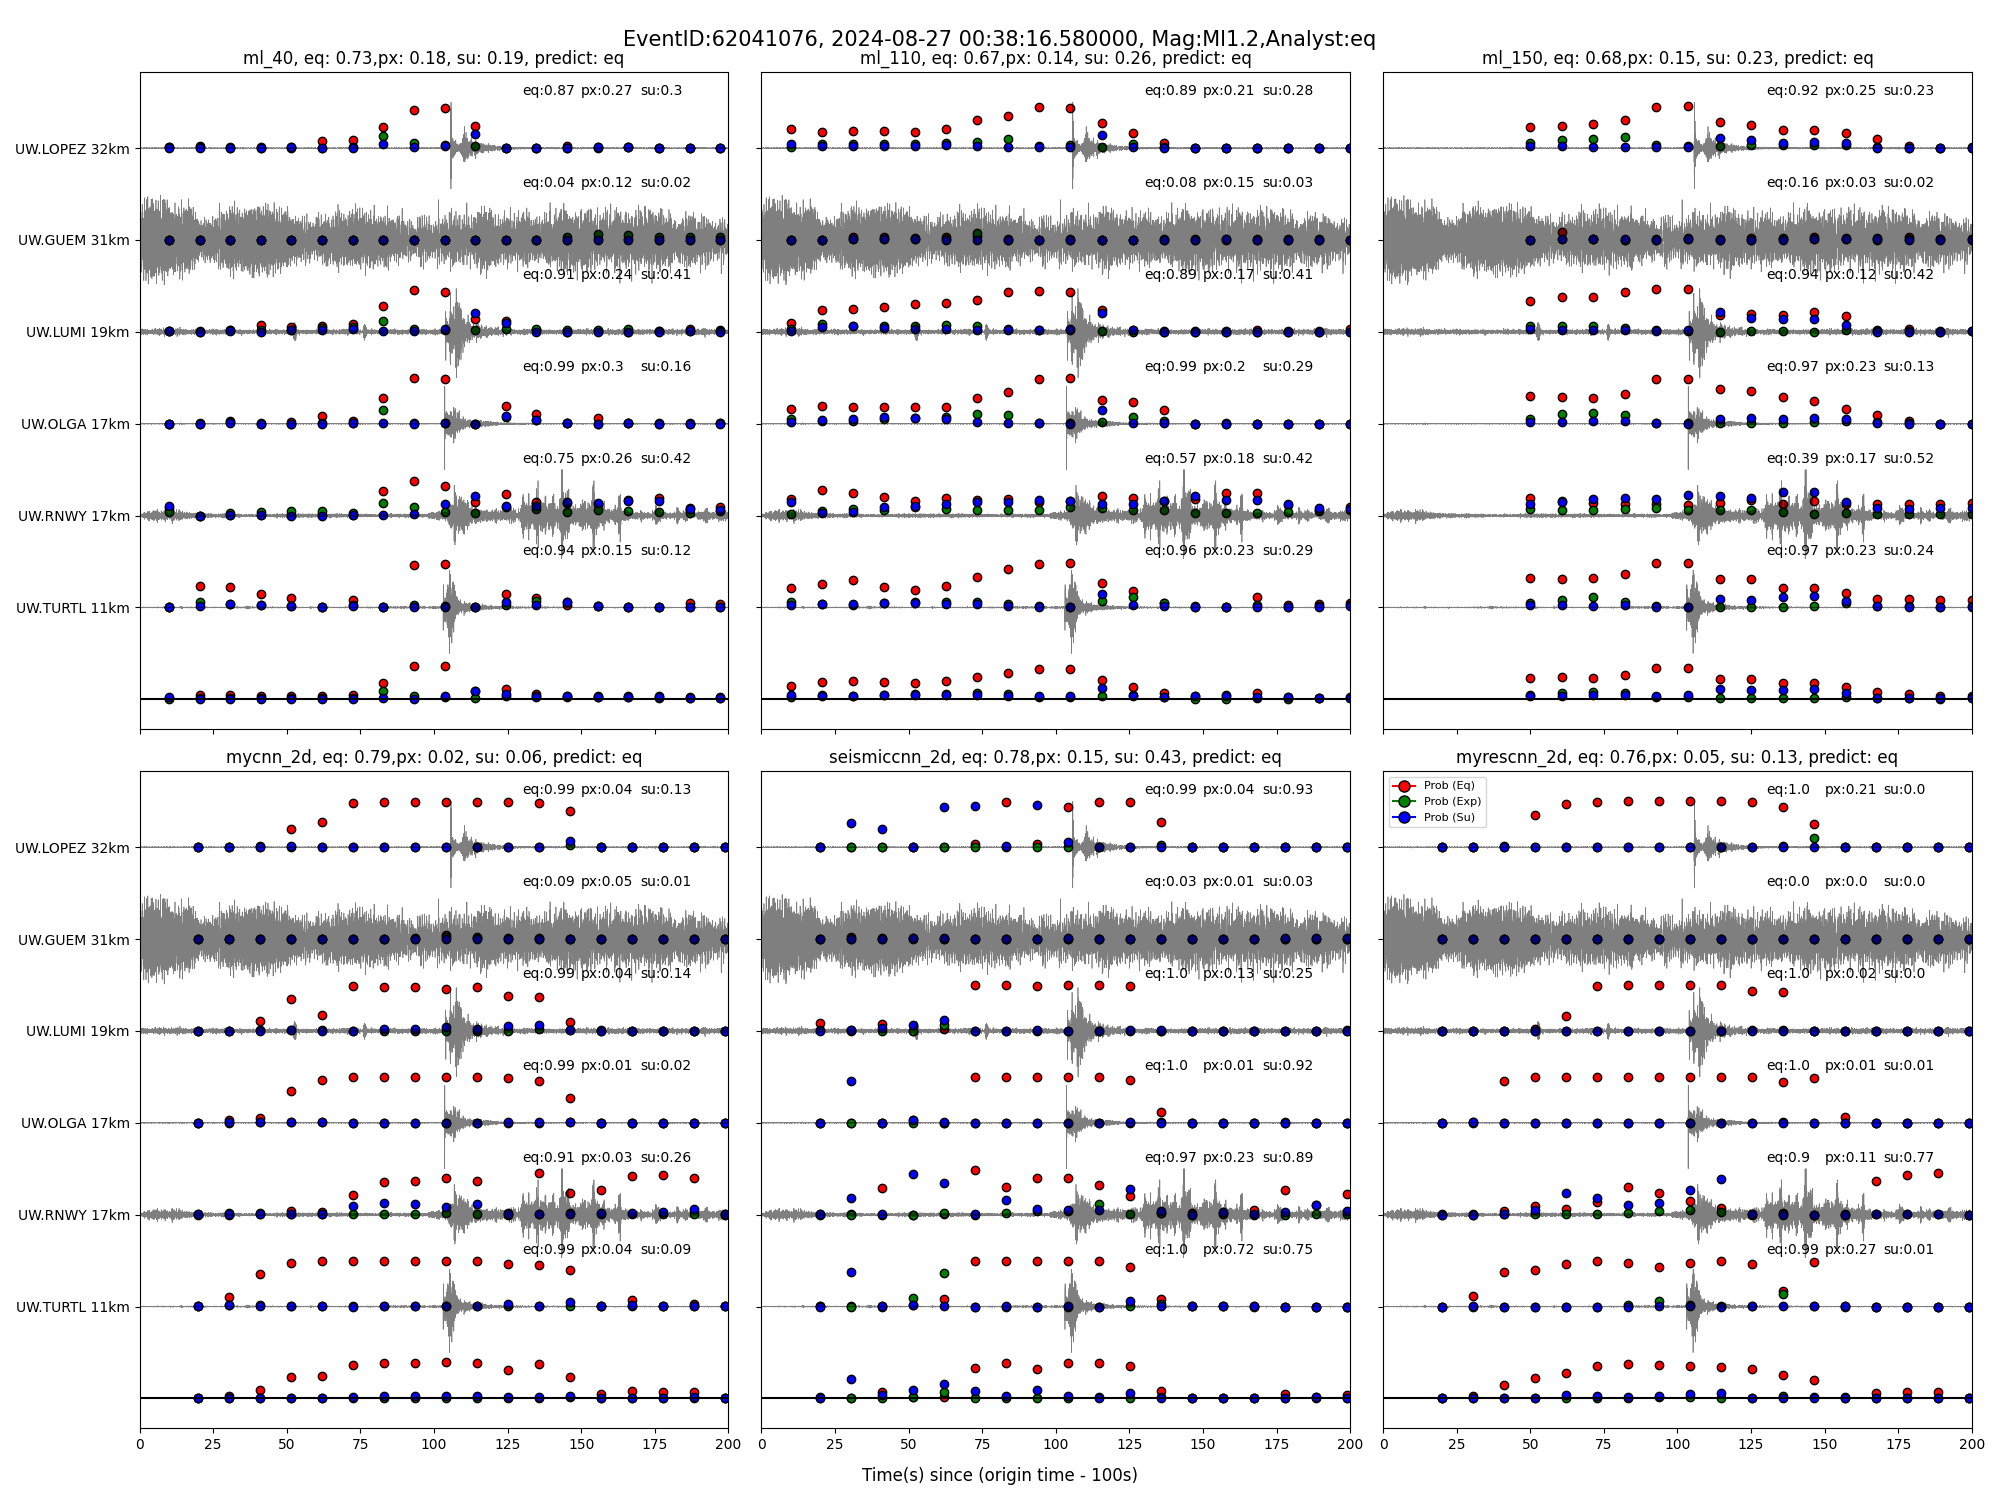 EventID:62041076, 2024-08-27 00:38:16.580000, Mag:Ml1.2,Analyst:eq
ml_40, eq: 0.73,px: 0.18, su: 0.19, predict: eq
UW.LOPEZ 32km
eq:0.87 px:0.27 su:0.3
UW.GUEM 31km
eq:0.04 px:0.12 su:0.02
UW.LUMI 19km
eq:0.91 px:0.24 su:0.41
UW.OLGA 17km
eq:0.99 px:0.3 su:0.16
UW.RNWY 17km
eq:0.75 px:0.26 su:0.42
UW.TURTL 11km
eq:0.94 px:0.15 su:0.12
ml_110, eq: 0.67,px: 0.14, su: 0.26, predict: eq
eq:0.89 px:0.21 su:0.28
eq:0.08 px:0.15 su:0.03
eq:0.89 px:0.17 su:0.41
eq:0.99 px:0.2 su:0.29
eq:0.57 px:0.18 su:0.42
eq:0.96 px:0.23 su:0.29
ml_150, eq: 0.68,px: 0.15, su: 0.23, predict: eq
eq:0.92 px:0.25 su:0.23
eq:0.16 px:0.03 su:0.02
eq:0.94 px:0.12 su:0.42
eq:0.97 px:0.23 su:0.13
eq:0.39 px:0.17 su:0.52
eq:0.97 px:0.23 su:0.24
mycnn_2d, eq: 0.79,px: 0.02, su: 0.06, predict: eq
UW.LOPEZ 32km
eq:0.99 px:0.04 su:0.13
UW.GUEM 31km
eq:0.09 px:0.05 su:0.01
UW.LUMI 19km
eq:0.99 px:0.04 su:0.14
UW.OLGA 17km
eq:0.99 px:0.01 su:0.02
UW.RNWY 17km
eq:0.91 px:0.03 su:0.26
UW.TURTL 11km
eq:0.99 px:0.04 su:0.09
0 25 50 75 100 125 150 175 200
seismiccnn_2d, eq: 0.78,px: 0.15, su: 0.43, predict: eq
eq:0.99 px:0.04 su:0.93
eq:0.03 px:0.01 su:0.03
eq:1.0 px:0.13 su:0.25
eq:1.0 px:0.01 su:0.92
eq:0.97 px:0.23 su:0.89
eq:1.0 px:0.72 su:0.75
0 25 50 75 100 125 150 175 200
myrescnn_2d, eq: 0.76,px: 0.05, su: 0.13, predict: eq
Prob (Eq)
Prob (Exp)
Prob (Su)
eq:1.0 px:0.21 su:0.0
eq:0.0 px:0.0 su:0.0
eq:1.0 px:0.02 su:0.0
eq:1.0 px:0.01 su:0.01
eq:0.9 px:0.11 su:0.77
eq:0.99 px:0.27 su:0.01
0 25 50 75 100 125 150 175 200
Time(s) since (origin time - 100s)